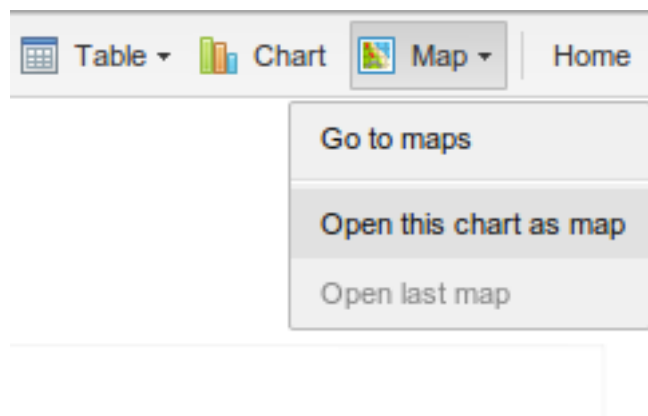 Table Chart Map Home
Go to maps
Open this chart as map
Open last map